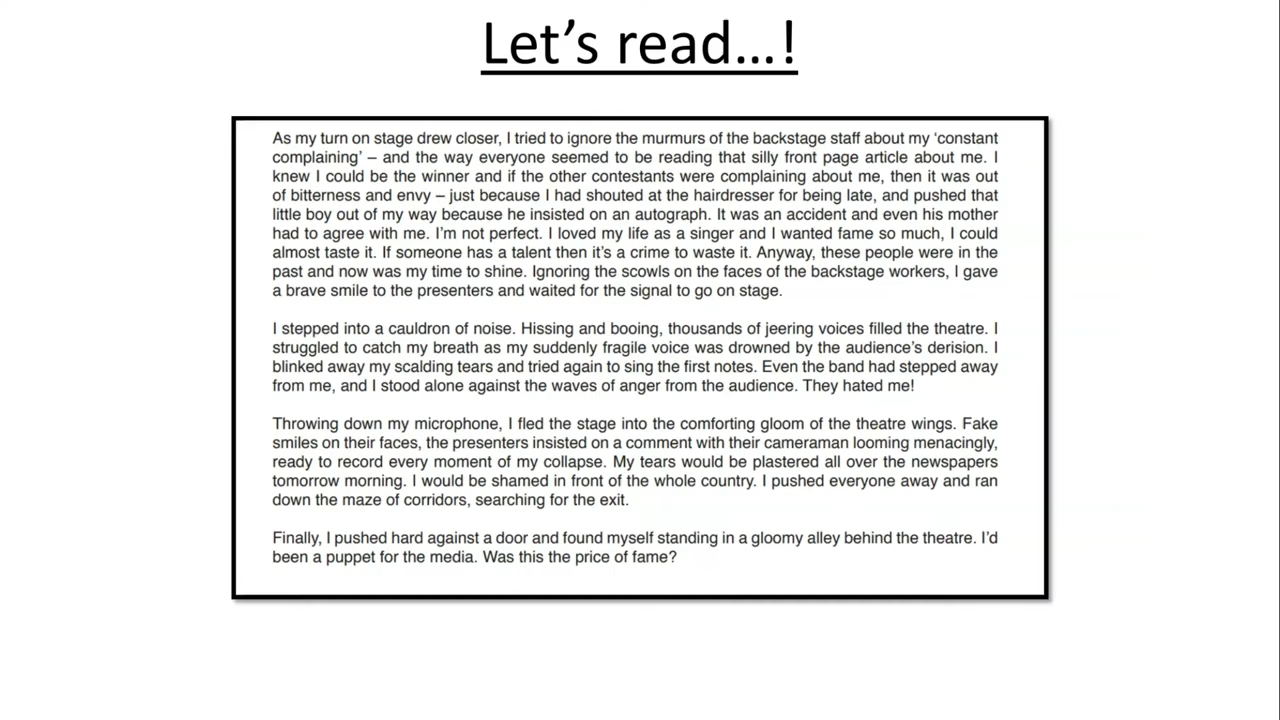 Let’s read…!
As my turn on stage drew closer, I tried to ignore the murmurs of the backstage staff about my ‘constant
complaining’ – and the way everyone seemed to be reading that silly front page article about me. I
knew I could be the winner and if the other contestants were complaining about me, then it was out
of bitterness and envy – just because I had shouted at the hairdresser for being late, and pushed that
little boy out of my way because he insisted on an autograph. It was an accident and even his mother
had to agree with me. I’m not perfect. I loved my life as a singer and I wanted fame so much, I could
almost taste it. If someone has a talent then it’s a crime to waste it. Anyway, these people were in the
past and now was my time to shine. Ignoring the scowls on the faces of the backstage workers, I gave
a brave smile to the presenters and waited for the signal to go on stage.
I stepped into a cauldron of noise. Hissing and booing, thousands of jeering voices filled the theatre. I
struggled to catch my breath as my suddenly fragile voice was drowned by the audience’s derision. I
blinked away my scalding tears and tried again to sing the first notes. Even the band had stepped away
from me, and I stood alone against the waves of anger from the audience. They hated me!
Throwing down my microphone, I fled the stage into the comforting gloom of the theatre wings. Fake
smiles on their faces, the presenters insisted on a comment with their cameraman looming menacingly,
ready to record every moment of my collapse. My tears would be plastered all over the newspapers
tomorrow morning. I would be shamed in front of the whole country. I pushed everyone away and ran
down the maze of corridors, searching for the exit.
Finally, I pushed hard against a door and found myself standing in a gloomy alley behind the theatre. I’d
been a puppet for the media. Was this the price of fame?